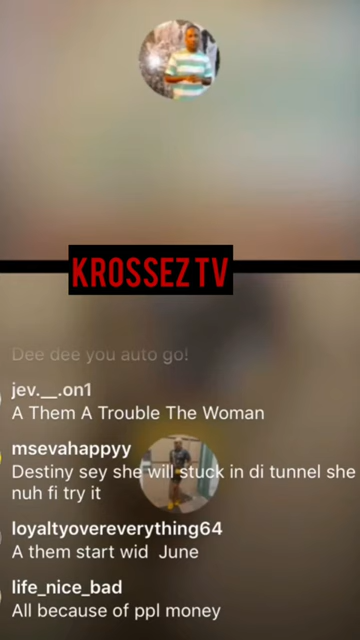 KROSSEZ TV
Dee dee you auto go!
jev.__.on1
A Them A Trouble The Woman
msevahappyy
Destiny sey she will stuck in di tunnel she
nuh fi try it
loyaltyovereverything64
A them start wid June
life_nice_bad
All because of ppl money